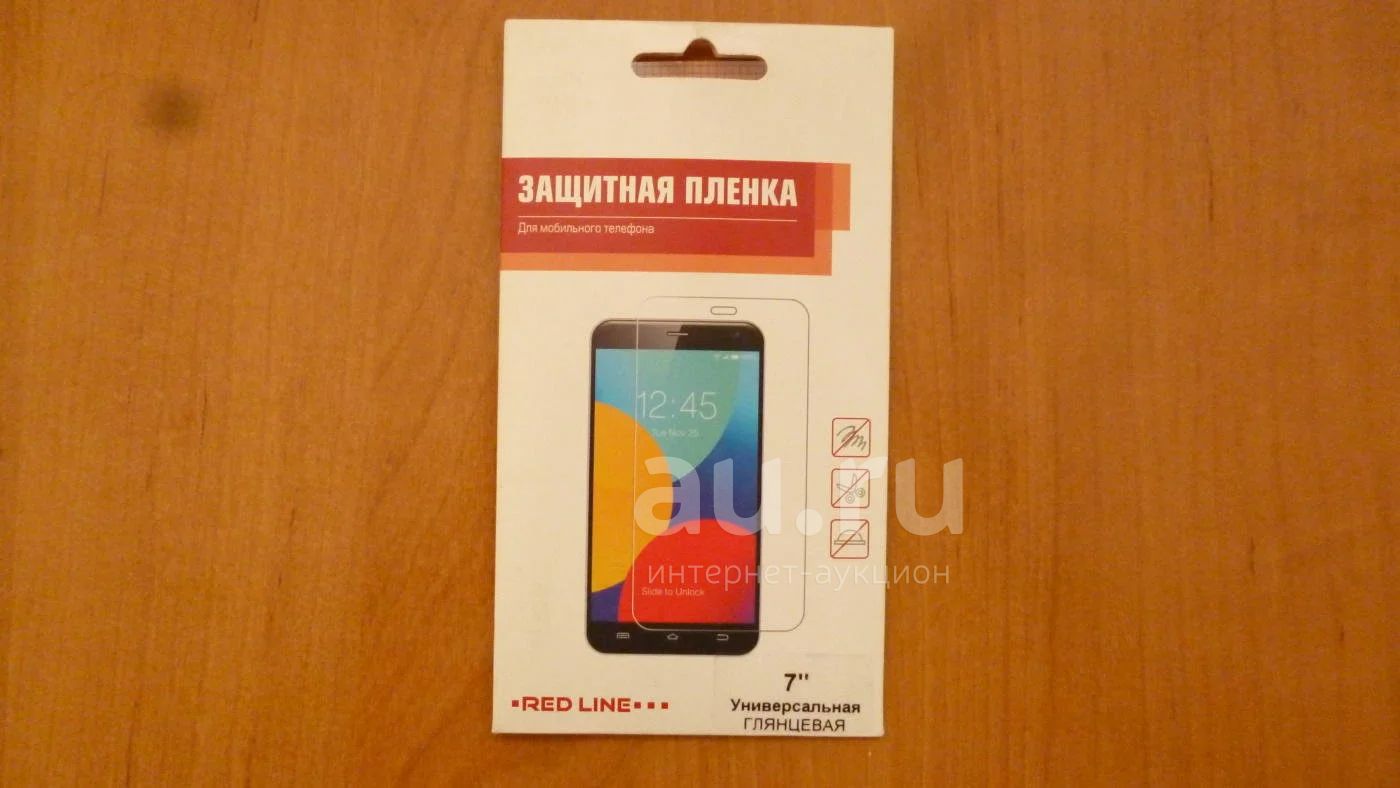 ЗАЩИТНАЯ ПЛЕНКА
Для мобильного телефона
12:45
Tue Nov 25
au.ru
интернет-аукцион
Slide to Unlock
RED LINE
7"
Универсальная
ГЛЯНЦЕВАЯ